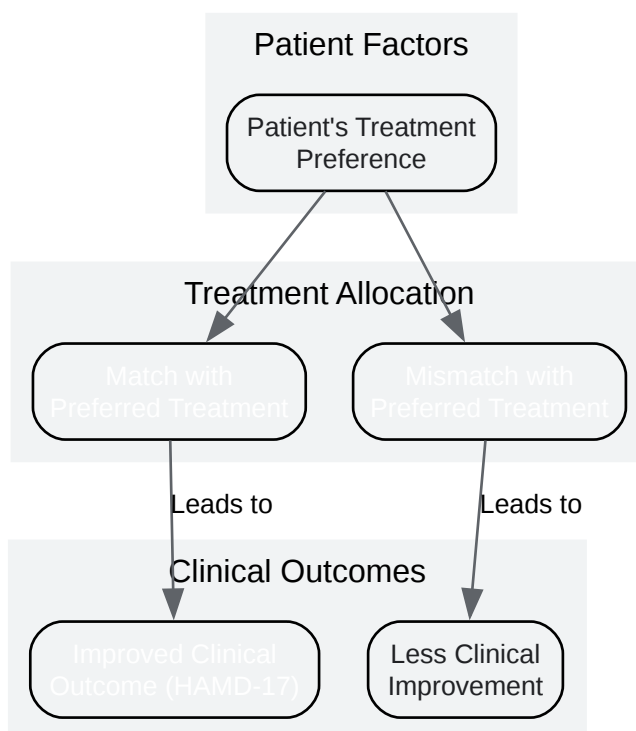 Patient Factors
Patient's Treatment
Preference
Treatment Allocation
Match with
Preferred Treatment
Mismatch with
Preferred Treatment
Leads to
Leads to
Clinical Outcomes
Improved Clinical
Outcome (HAMD-17)
Less Clinical
Improvement